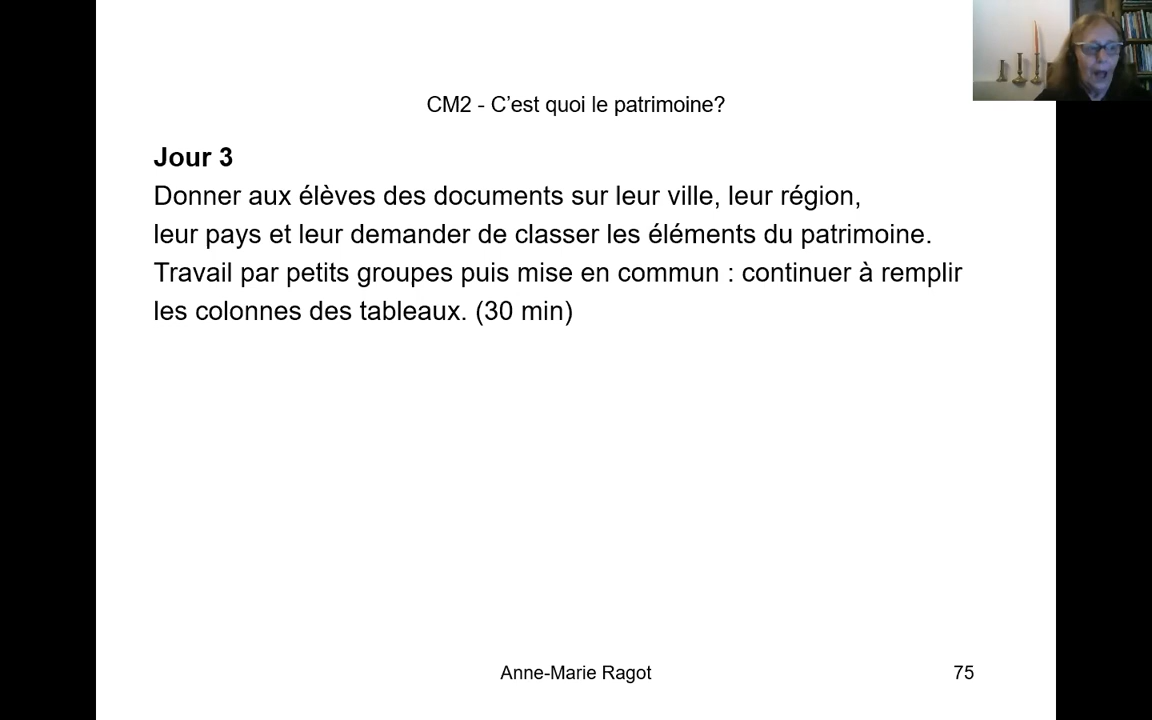 CM2 - C’est quoi le patrimoine?
Jour 3
Donner aux élèves des documents sur leur ville, leur région,
leur pays et leur demander de classer les éléments du patrimoine.
Travail par petits groupes puis mise en commun : continuer à remplir
les colonnes des tableaux. (30 min)
Anne-Marie Ragot
75